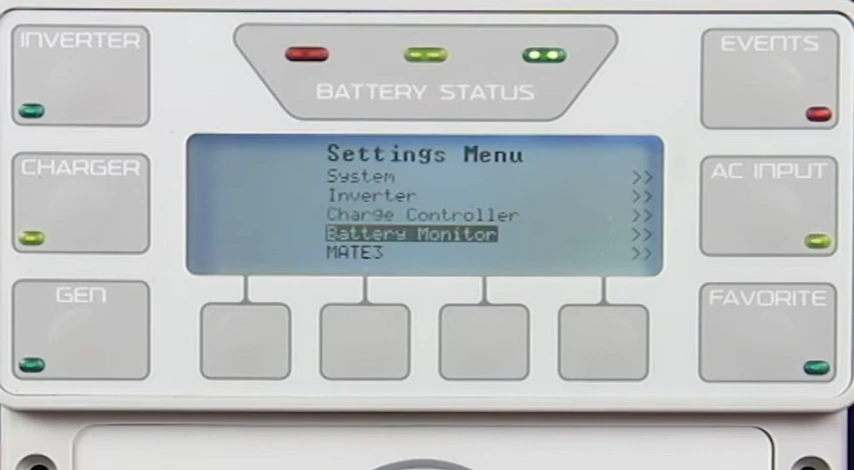 INVERTER
BATTERY STATUS
EVENTS
CHARGER
AC INPUT
GEN
FAVORITE
Settings Menu
System >>
Inverter >>
Charge Controller >>
Battery Monitor >>
MATE3 >>